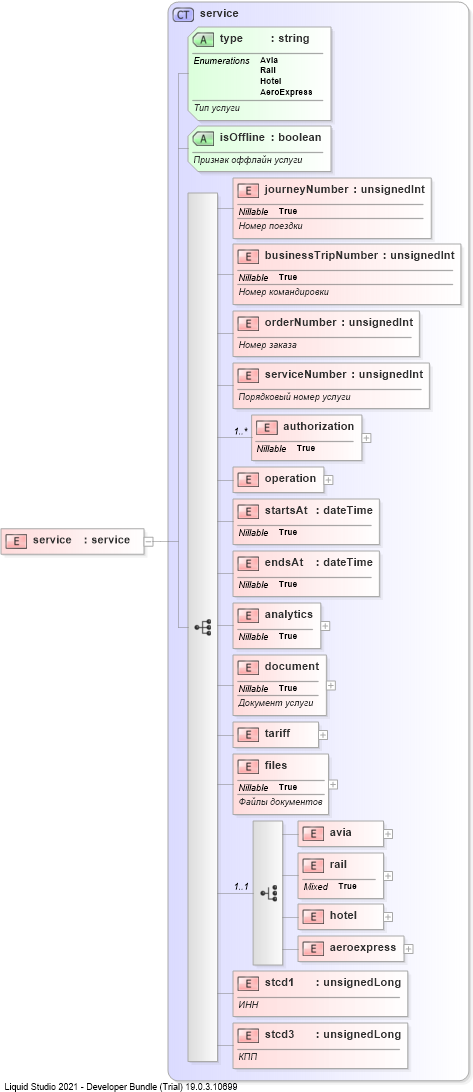 CT service
A type : string
Enumerations Avia
Rail
Hotel
AeroExpress
Тип услуги
A isOffline : boolean
Признак оффлайн услуги
E journeyNumber : unsignedInt
Nillable True
Номер поездки
E businessTripNumber : unsignedInt
Nillable True
Номер командировки
E orderNumber : unsignedInt
Номер заказа
E serviceNumber : unsignedInt
Порядковый номер услуги
1..* E authorization
Nillable True
E operation
E startsAt : dateTime
Nillable True
E service : service
E endsAt : dateTime
Nillable True
E analytics
Nillable True
E document
Nillable True
Документ услуги
E tariff
E files
Nillable True
Файлы документов
E avia
E rail
1..1 Mixed True
E hotel
E aeroexpress
E stcd1 : unsignedLong
ИНН
E stcd3 : unsignedLong
КПП
Liquid Studio 2021 - Developer Bundle (Trial) 19.0.3.10899